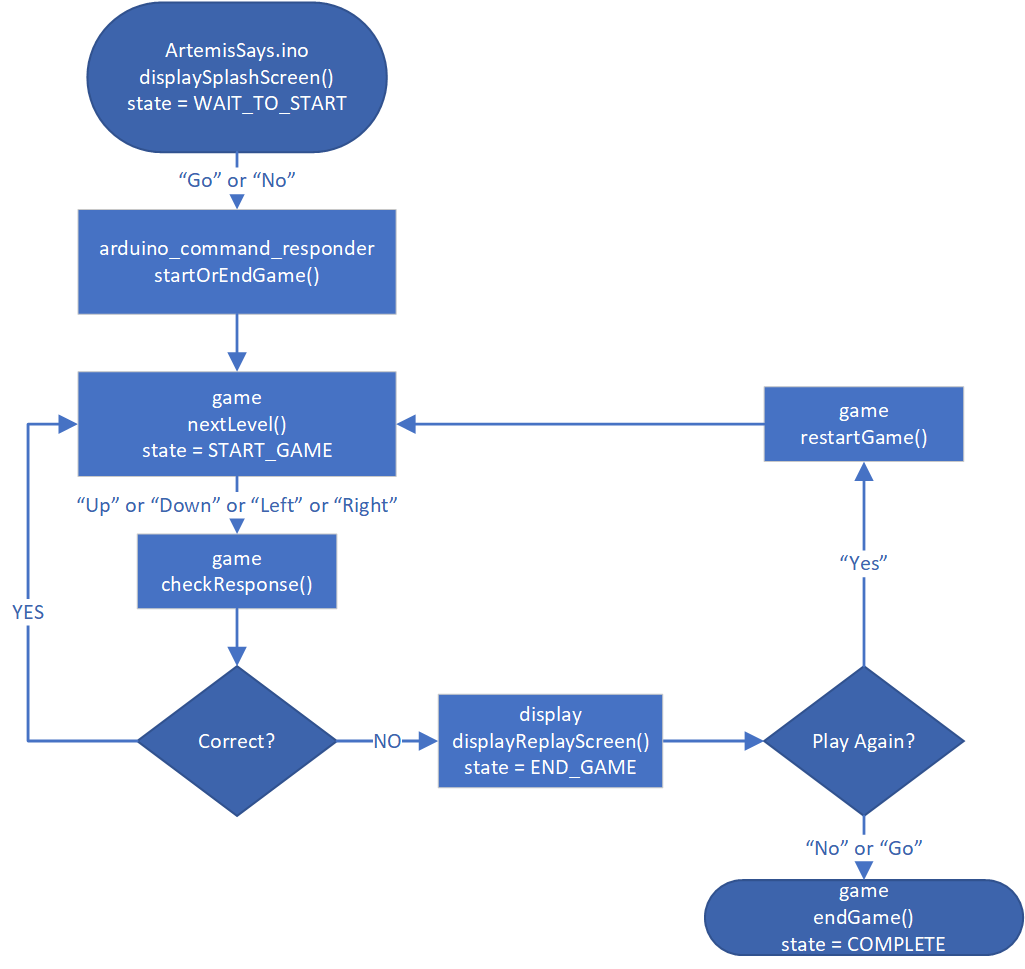 ArtemisSays.ino
displaySplashScreen()
state = WAIT_TO_START
“Go” or “No”
arduino_command_responder
startOrEndGame()
game
nextLevel()
state = START_GAME
game
restartGame()
“Up” or “Down” or “Left” or “Right”
game
checkResponse()
“Yes”
YES
Correct?
NO
display
displayReplayScreen()
state = END_GAME
Play Again?
“No” or “Go”
game
endGame()
state = COMPLETE